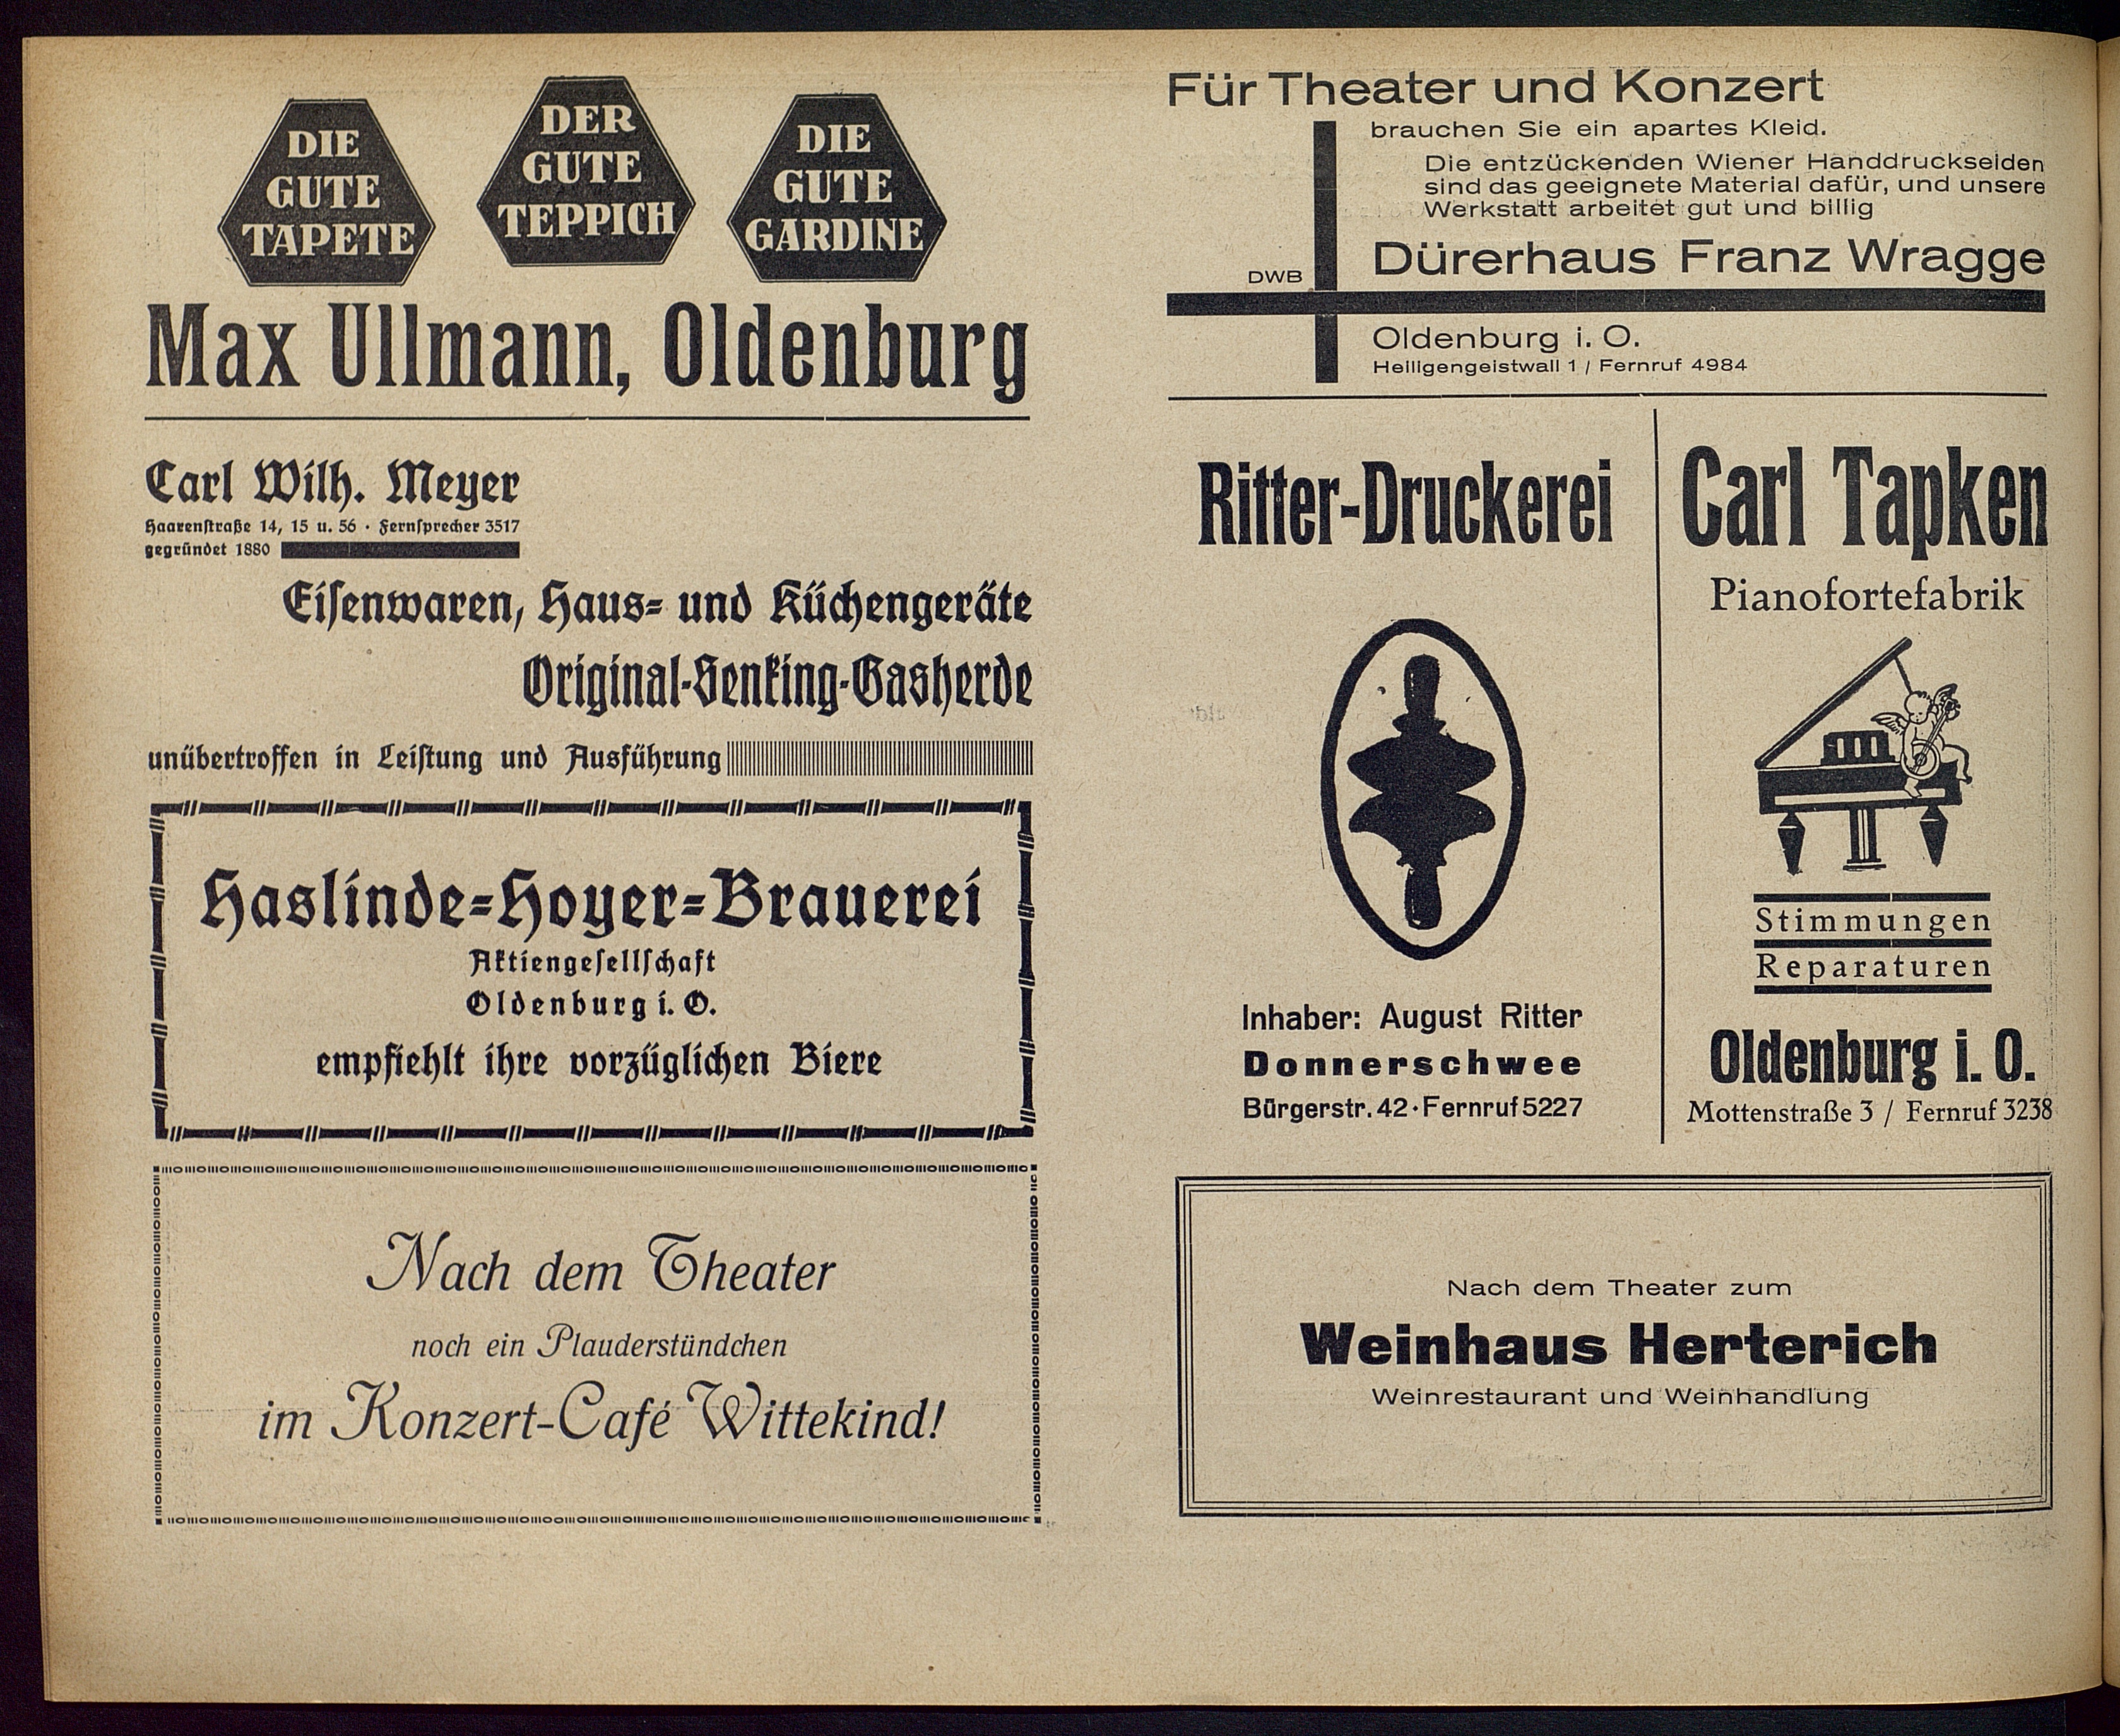 DIE
GUTE
TAPETE
DER
GUTE
TEPPICH
DIE
GUTE
GARDINE
Max Ullmann, Oldenburg
Carl Wilh. Meyer
Haarenstraße 14, 15 u. 56 · Fernsprecher 3517
gegründet 1880
Eisenwaren, Haus- und Küchengeräte
Original-Senking-Gasherde
unübertroffen in Leistung und Ausführung
Haslinde-Hoyer-Brauerei
Aktiengesellschaft
Oldenburg i. O.
empfiehlt ihre vorzüglichen Biere
Nach dem Theater
noch ein Plauderstündchen
im Konzert-Café Wittekind!
Für Theater und Konzert
brauchen Sie ein apartes Kleid.
Die entzückenden Wiener Handdruckseiden
sind das geeignete Material dafür, und unsere
Werkstatt arbeitet gut und billig
DWB
Dürerhaus Franz Wragge
Oldenburg i. O.
Heiligengeistwall 1 / Fernruf 4984
Ritter-Druckerei
Inhaber: August Ritter
Donnerschwee
Bürgerstr. 42 · Fernruf 5227
Carl Tapken
Pianofortefabrik
Stimmungen
Reparaturen
Oldenburg i. O.
Mottenstraße 3 / Fernruf 3238
Nach dem Theater zum
Weinhaus Herterich
Weinrestaurant und Weinhandlung